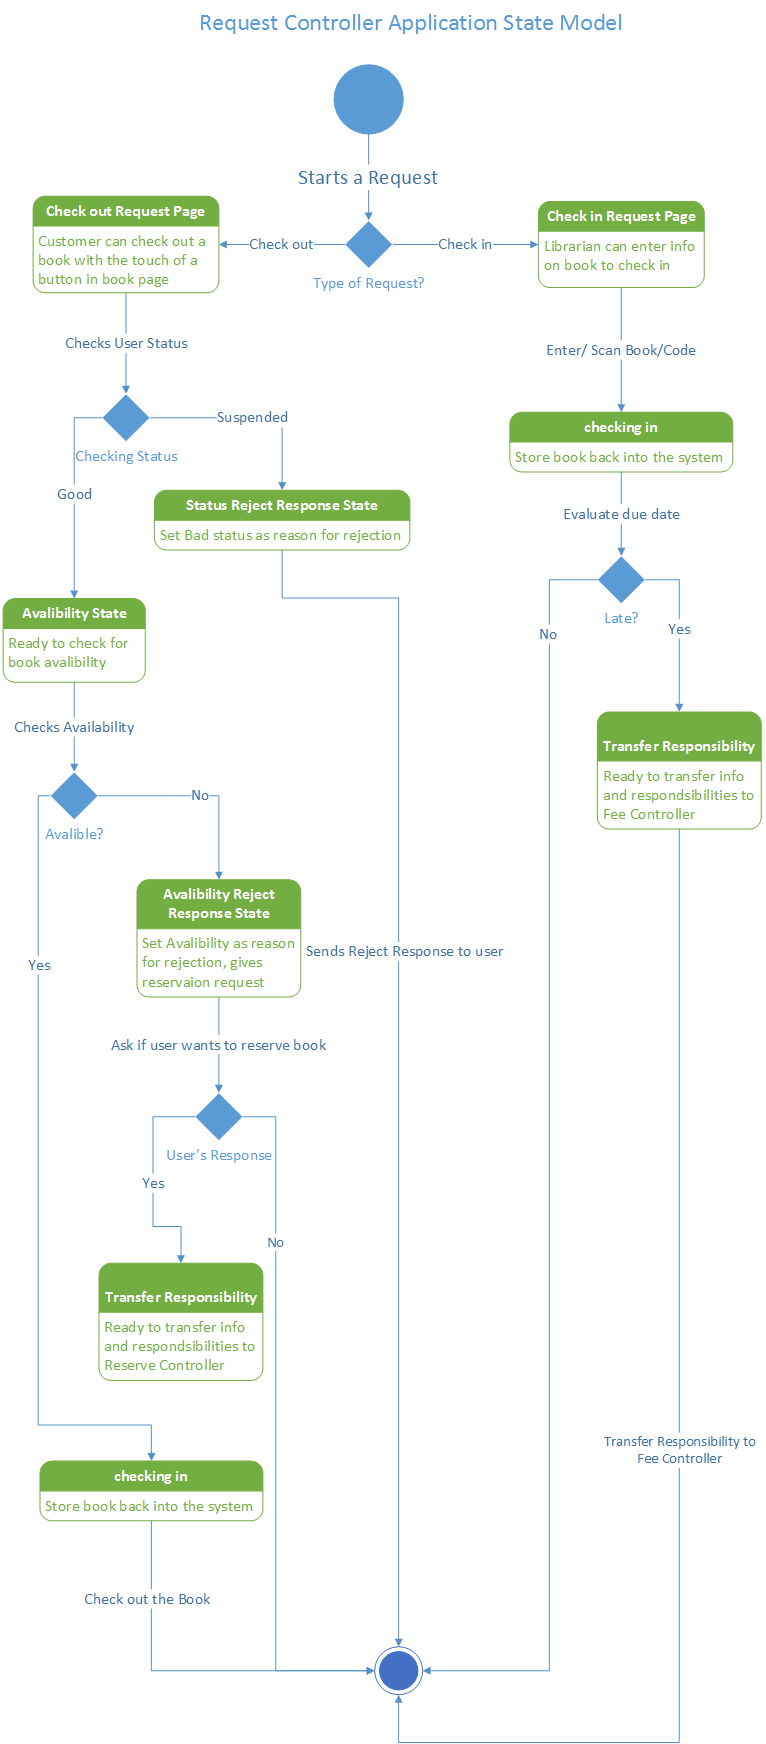 Request Controller Application State Model
Starts a Request
Check out Request Page
Customer can check out a
book with the touch of a
button in book page
Check out
Type of Request?
Check in
Check in Request Page
Librarian can enter info
on book to check in
Checks User Status
Enter/ Scan Book/Code
Checking Status
Suspended
Good
checking in
Store book back into the system
Status Reject Response State
Set Bad status as reason for rejection
Evaluate due date
Late?
No
Yes
Avalibility State
Ready to check for
book avalibility
Checks Availability
Transfer Responsibility
Ready to transfer info
and respondsibilities to
Fee Controller
Avalible?
No
Yes
Avalibility Reject
Response State
Set Avalibility as reason
for rejection, gives
reservaion request
Sends Reject Response to user
Ask if user wants to reserve book
User's Response
Yes
No
Transfer Responsibility
Ready to transfer info
and respondsibilities to
Reserve Controller
Transfer Responsibility to
Fee Controller
checking in
Store book back into the system
Check out the Book